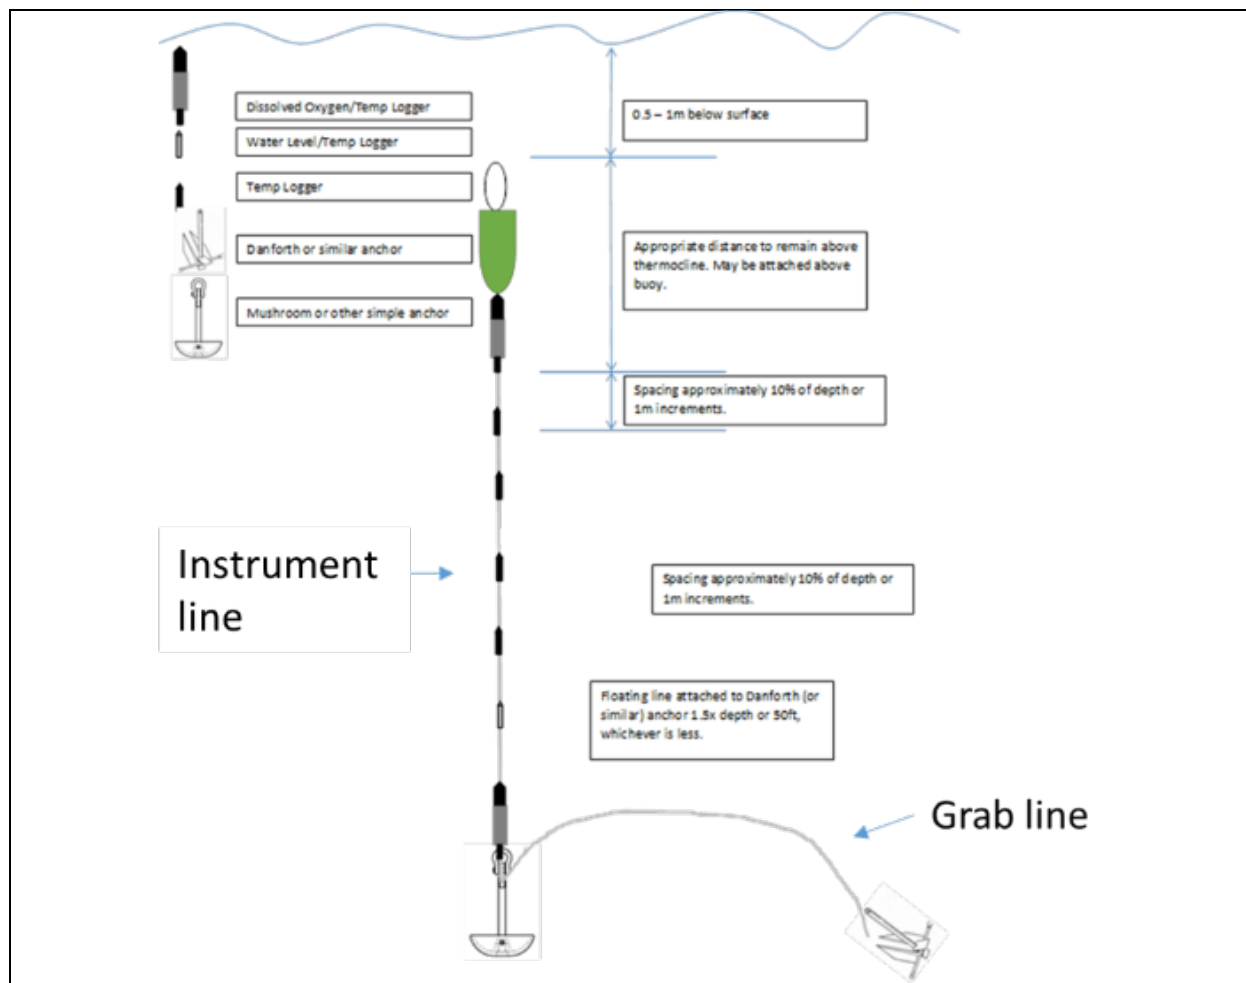 Dissolved Oxygen/Temp Logger
Water Level/Temp Logger
Temp Logger
Danforth or similar anchor
Mushroom or other simple anchor
0.5 – 1m below surface
Appropriate distance to remain above
thermocline. May be attached above
buoy.
Spacing approximately 10% of depth or
1m increments.
Instrument
line
Spacing approximately 10% of depth or
1m increments.
Floating line attached to Danforth (or
similar) anchor 1.5x depth or 50ft,
whichever is less.
Grab line